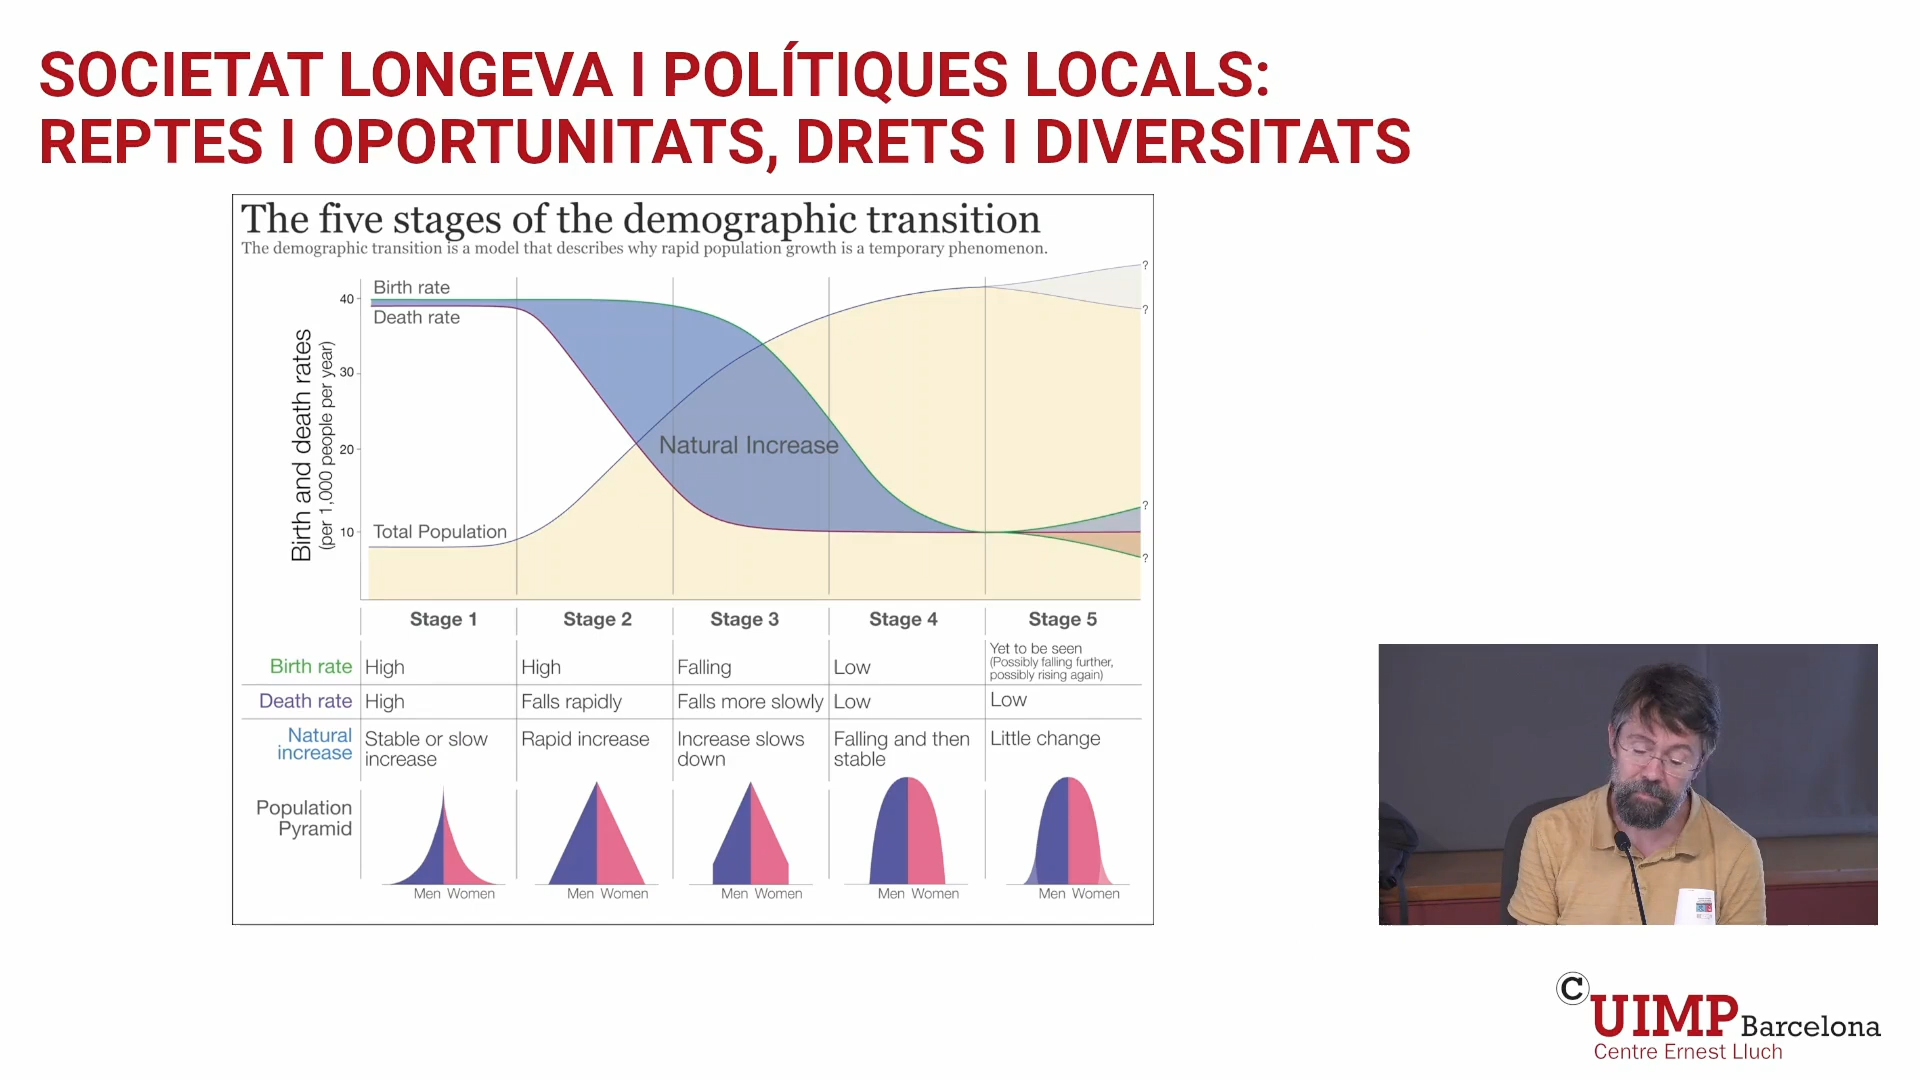 SOCIETAT LONGEVA I POLÍTIQUES LOCALS:
REPTES I OPORTUNITATS, DRETS I DIVERSITATS
The five stages of the demographic transition
The demographic transition is a model that describes why rapid population growth is a temporary phenomenon.
Birth and death rates
(per 1,000 people per year)
40
30
20
10
Birth rate
Death rate
Natural Increase
Total Population
?
?
?
?
Stage 1 Stage 2 Stage 3 Stage 4 Stage 5
Birth rate High High Falling Low Yet to be seen
(Possibly falling further,
possibly rising again)
Death rate High Falls rapidly Falls more slowly Low Low
Natural increase Stable or slow increase Rapid increase Increase slows down Falling and then stable Little change
Population
Pyramid
Men Women Men Women Men Women Men Women Men Women
C UIMP Barcelona
Centre Ernest Lluch